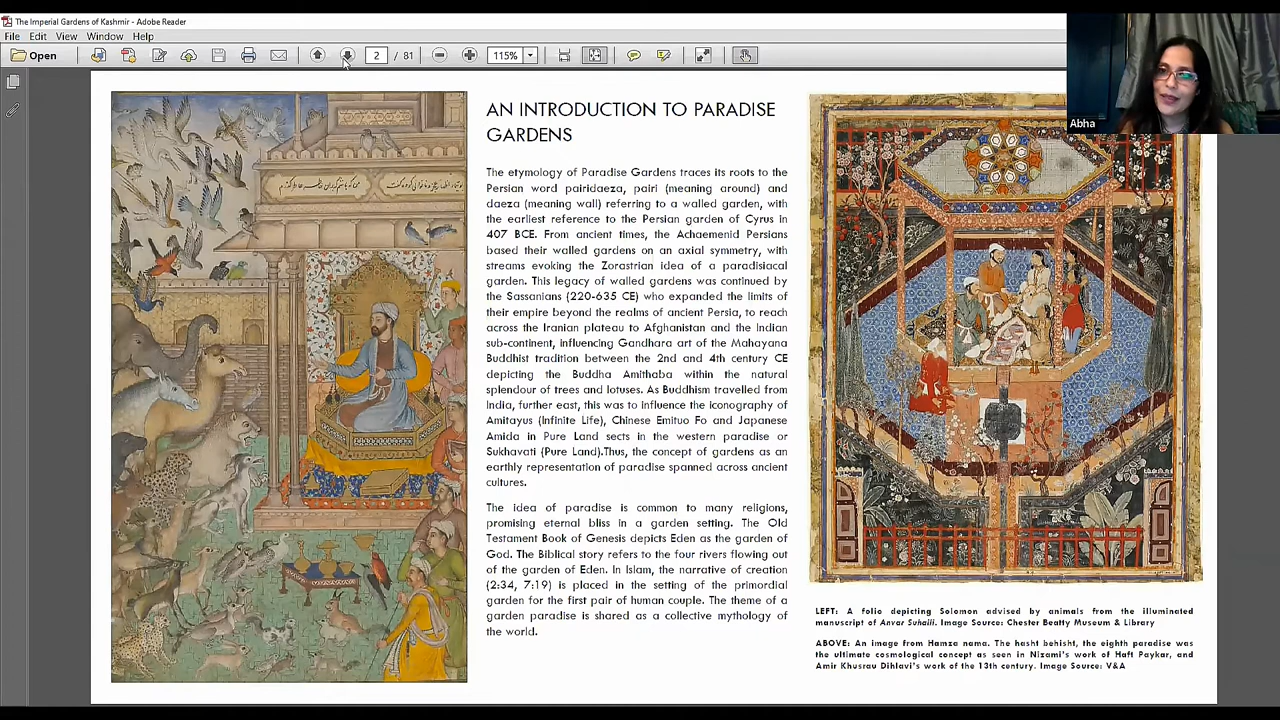 The Imperial Gardens of Kashmir - Adobe Reader
File Edit View Window Help
Open 2 / 81 115%
Abha
AN INTRODUCTION TO PARADISE
GARDENS
The etymology of Paradise Gardens traces its roots to the
Persian word pairidaeza, pairi (meaning around) and
daeza (meaning wall) referring to a walled garden, with
the earliest reference to the Persian garden of Cyrus in
407 BCE. From ancient times, the Achaemenid Persians
based their walled gardens on an axial symmetry, with
streams evoking the Zorastrian idea of a paradisiacal
garden. This legacy of walled gardens was continued by
the Sassanians (220-635 CE) who expanded the limits of
their empire beyond the realms of ancient Persia, to reach
across the Iranian plateau to Afghanistan and the Indian
sub-continent, influencing Gandhara art of the Mahayana
Buddhist tradition between the 2nd and 4th century CE
depicting the Buddha Amithaba within the natural
splendour of trees and lotuses. As Buddhism travelled from
India, further east, this was to influence the iconography of
Amitayus (Infinite Life), Chinese Emituo Fo and Japanese
Amida in Pure Land sects in the western paradise or
Sukhavati (Pure Land).Thus, the concept of gardens as an
earthly representation of paradise spanned across ancient
cultures.
The idea of paradise is common to many religions,
promising eternal bliss in a garden setting. The Old
Testament Book of Genesis depicts Eden as the garden of
God. The Biblical story refers to the four rivers flowing out
of the garden of Eden. In Islam, the narrative of creation
(2:34, 7:19) is placed in the setting of the primordial
garden for the first pair of human couple. The theme of a
garden paradise is shared as a collective mythology of
the world.
LEFT: A folio depicting Solomon advised by animals from the illuminated
manuscript of Anvar Suhaili. Image Source: Chester Beatty Museum & Library
ABOVE: An image from Hamza nama. The hasht behisht, the eighth paradise was
the ultimate cosmological concept as seen in Nizami's work of Haft Paykar, and
Amir Khusrau Dihlavi's work of the 13th century. Image Source: V&A